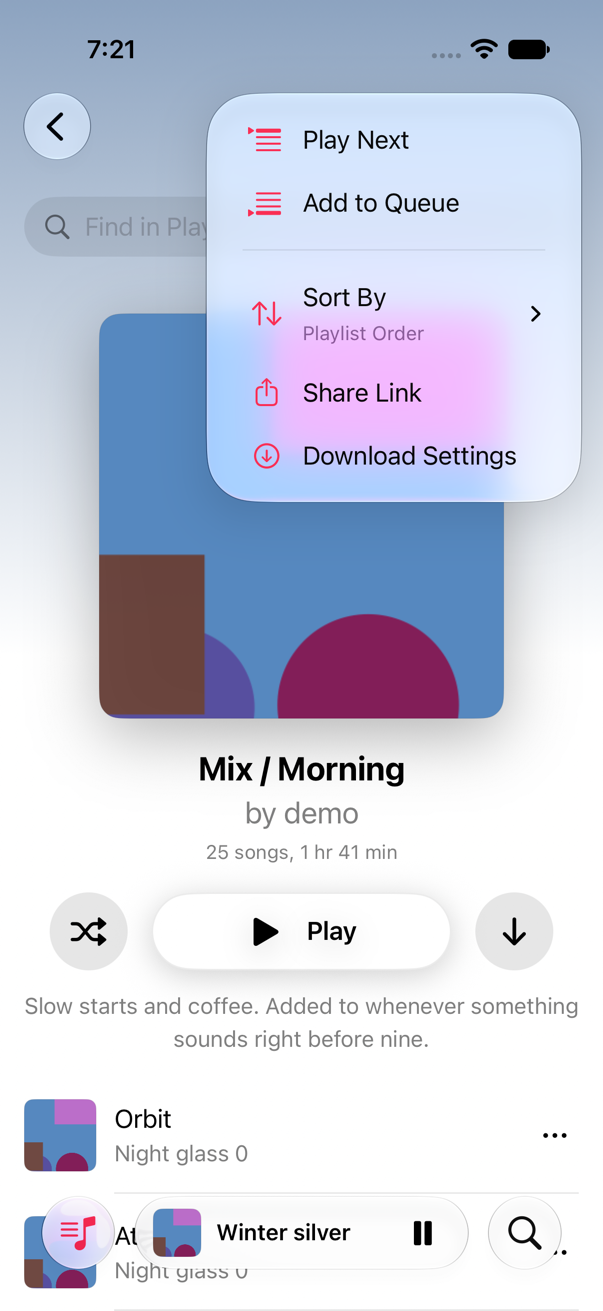 7:21
Play Next
Add to Queue
Find in Play
Sort By
Playlist Order
Share Link
Download Settings
Mix / Morning
by demo
25 songs, 1 hr 41 min
Play
Slow starts and coffee. Added to whenever something
sounds right before nine.
Orbit
Night glass 0
Winter silver
Night glass 0